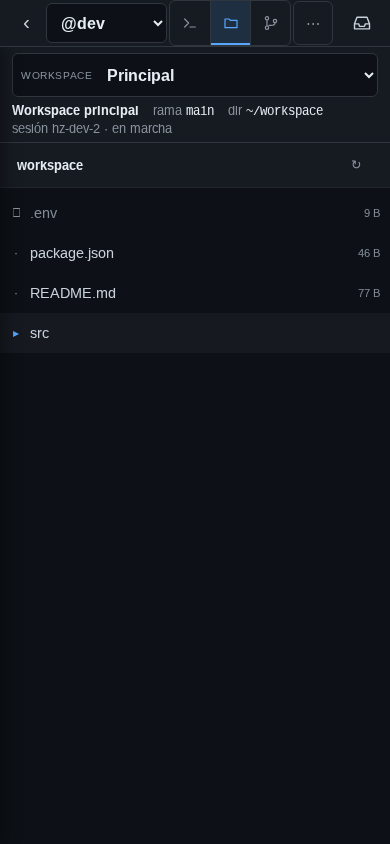 @dev
WORKSPACE Principal
Workspace principal rama main dir ~/workspace
sesión hz-dev-2 · en marcha
workspace
.env 9 B
package.json 46 B
README.md 77 B
src